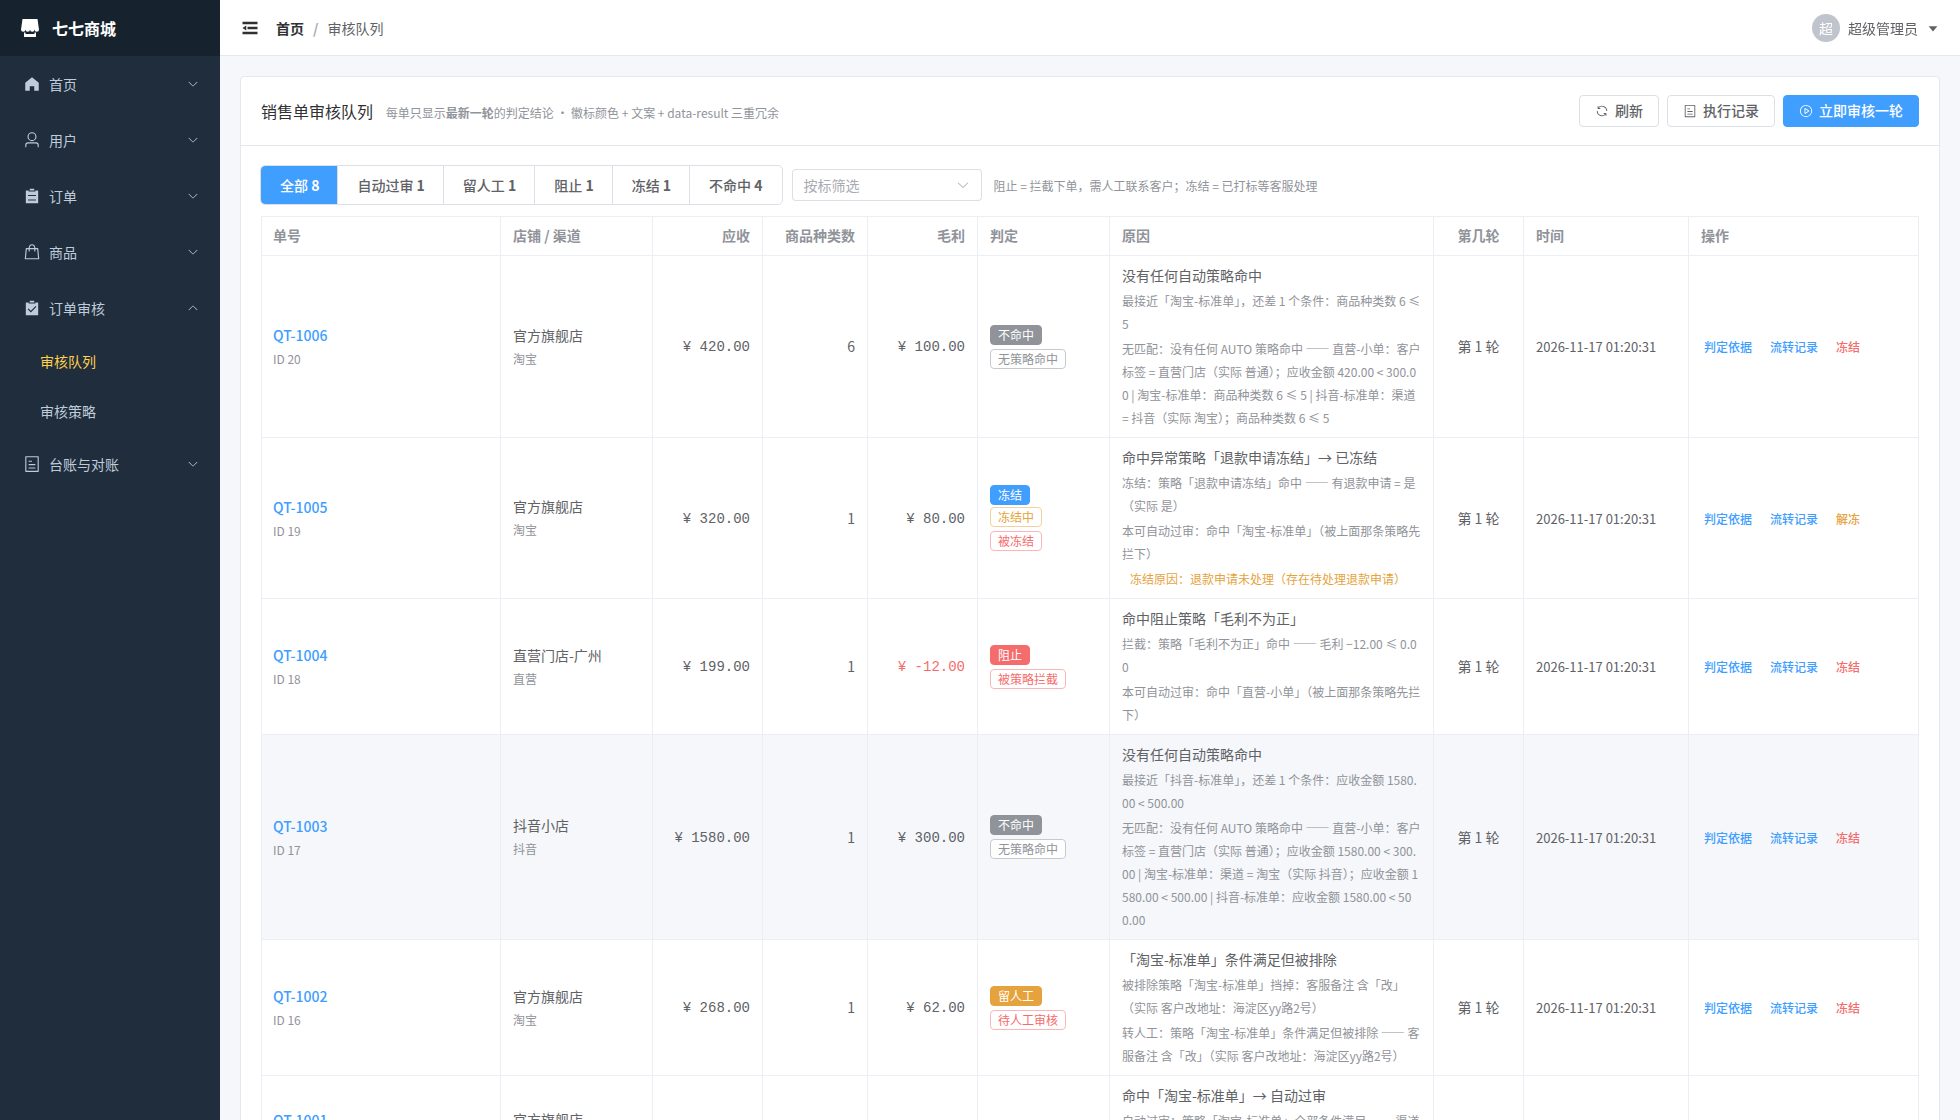 七七商城
首页 / 审核队列
超 超级管理员
首页
用户
订单
商品
订单审核
审核队列
审核策略
台账与对账
销售单审核队列 每单只显示最新一轮的判定结论 · 徽标颜色 + 文案 + data-result 三重冗余
刷新 执行记录 立即审核一轮
全部 8 自动过审 1 留人工 1 阻止 1 冻结 1 不命中 4 按标筛选 阻止 = 拦截下单，需人工联系客户；冻结 = 已打标等客服处理
单号 店铺 / 渠道 应收 商品种类数 毛利 判定 原因 第几轮 时间 操作
QT-1006
ID 20
官方旗舰店
淘宝
¥ 420.00
6
¥ 100.00
不命中
无策略命中
没有任何自动策略命中
最接近「淘宝-标准单」，还差 1 个条件：商品种类数 6 ≤
5
无匹配：没有任何 AUTO 策略命中 —— 直营-小单：客户
标签 = 直营门店（实际 普通）；应收金额 420.00 < 300.0
0 | 淘宝-标准单：商品种类数 6 ≤ 5 | 抖音-标准单：渠道
= 抖音（实际 淘宝）；商品种类数 6 ≤ 5
第 1 轮
2026-11-17 01:20:31
判定依据 流转记录 冻结
QT-1005
ID 19
官方旗舰店
淘宝
¥ 320.00
1
¥ 80.00
冻结
冻结中
被冻结
命中异常策略「退款申请冻结」→ 已冻结
冻结：策略「退款申请冻结」命中 —— 有退款申请 = 是
（实际 是）
本可自动过审：命中「淘宝-标准单」（被上面那条策略先
拦下）
冻结原因：退款申请未处理（存在待处理退款申请）
第 1 轮
2026-11-17 01:20:31
判定依据 流转记录 解冻
QT-1004
ID 18
直营门店-广州
直营
¥ 199.00
1
¥ -12.00
阻止
被策略拦截
命中阻止策略「毛利不为正」
拦截：策略「毛利不为正」命中 —— 毛利 −12.00 ≤ 0.0
0
本可自动过审：命中「直营-小单」（被上面那条策略先拦
下）
第 1 轮
2026-11-17 01:20:31
判定依据 流转记录 冻结
QT-1003
ID 17
抖音小店
抖音
¥ 1580.00
1
¥ 300.00
不命中
无策略命中
没有任何自动策略命中
最接近「抖音-标准单」，还差 1 个条件：应收金额 1580.
00 < 500.00
无匹配：没有任何 AUTO 策略命中 —— 直营-小单：客户
标签 = 直营门店（实际 普通）；应收金额 1580.00 < 300.
00 | 淘宝-标准单：渠道 = 淘宝（实际 抖音）；应收金额 1
580.00 < 500.00 | 抖音-标准单：应收金额 1580.00 < 50
0.00
第 1 轮
2026-11-17 01:20:31
判定依据 流转记录 冻结
QT-1002
ID 16
官方旗舰店
淘宝
¥ 268.00
1
¥ 62.00
留人工
待人工审核
「淘宝-标准单」条件满足但被排除
被排除策略「淘宝-标准单」挡掉：客服备注 含「改」
（实际 客户改地址：海淀区yy路2号）
转人工：策略「淘宝-标准单」条件满足但被排除 —— 客
服备注 含「改」（实际 客户改地址：海淀区yy路2号）
第 1 轮
2026-11-17 01:20:31
判定依据 流转记录 冻结
QT-1001
官方旗舰店
命中「淘宝-标准单」→ 自动过审
自动过审：策略「淘宝-标准单」全部条件满足 —— 渠道